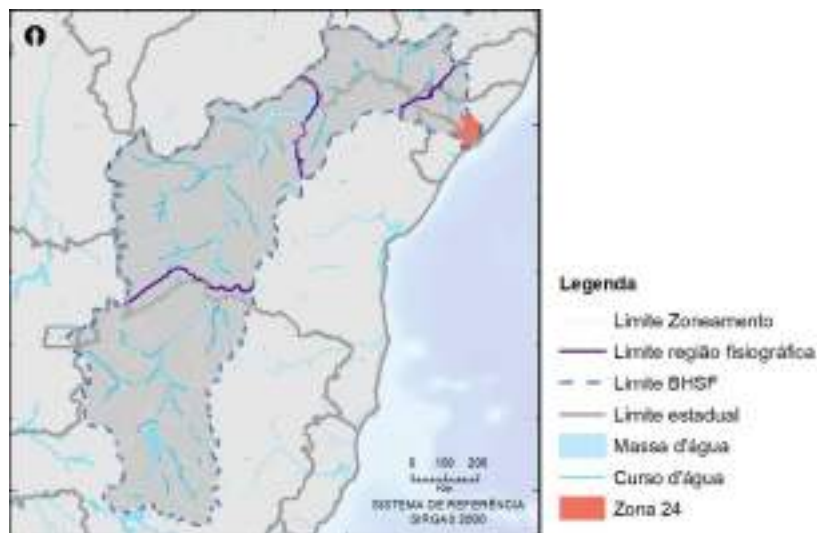 0 100 200
Km
SISTEMA DE REFERÊNCIA
SIRGAS 2000
Legenda
Limite Zoneamento
Limite região fisiográfica
Limite BHSF
Limite estadual
Massa d'água
Curso d'água
Zona 24